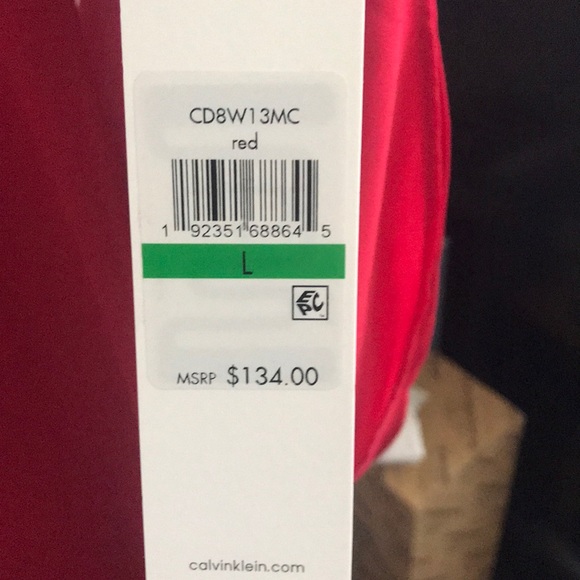 CD8W13MC
red
1 92351 68864 5
L
EPC
MSRP $134.00
calvinklein.com